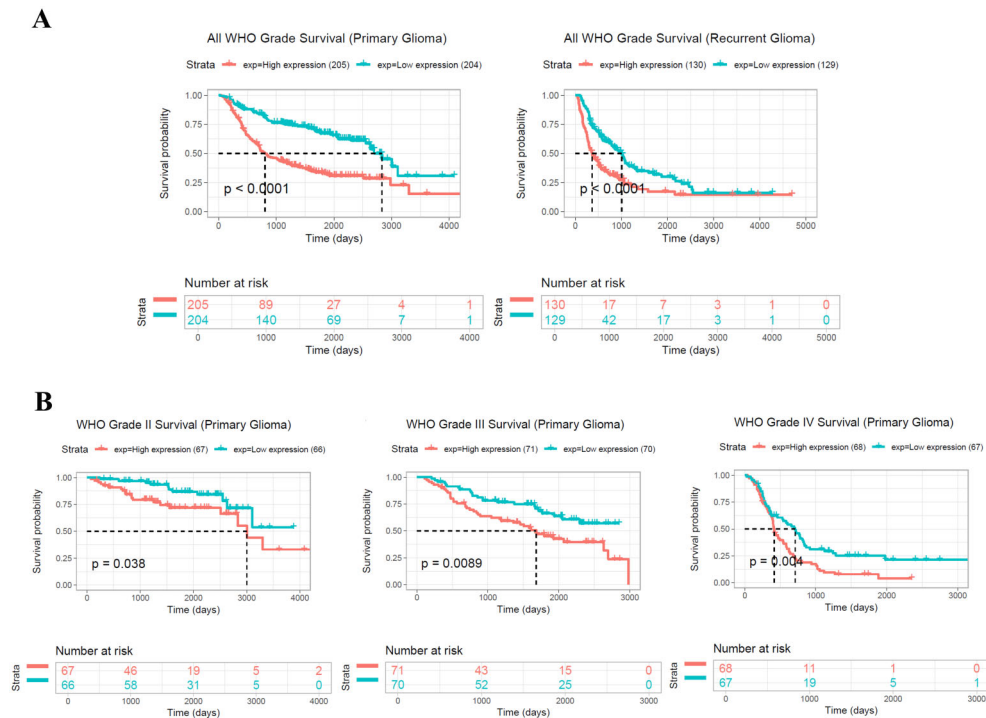 A
All WHO Grade Survival (Primary Glioma)
Strata exp=High expression (205) exp=Low expression (204)
Survival probability
1.00
0.75
0.50
0.25
0.00
p < 0.0001
0 1000 2000 3000 4000
Time (days)
Number at risk
Strata
205 89 27 4 1
204 140 69 7 1
0 1000 2000 3000 4000
Time (days)
All WHO Grade Survival (Recurrent Glioma)
Strata exp=High expression (130) exp=Low expression (129)
Survival probability
1.00
0.75
0.50
0.25
0.00
p < 0.0001
0 1000 2000 3000 4000 5000
Time (days)
Number at risk
Strata
130 17 7 3 1 0
129 42 17 3 1 0
0 1000 2000 3000 4000 5000
Time (days)
B
WHO Grade II Survival (Primary Glioma)
Strata exp=High expression (67) exp=Low expression (66)
Survival probability
1.00
0.75
0.50
0.25
0.00
p = 0.038
0 1000 2000 3000 4000
Time (days)
Number at risk
Strata
67 46 19 5 2
66 58 31 5 0
0 1000 2000 3000 4000
Time (days)
WHO Grade III Survival (Primary Glioma)
Strata exp=High expression (71) exp=Low expression (70)
Survival probability
1.00
0.75
0.50
0.25
0.00
p = 0.0089
0 1000 2000 3000
Time (days)
Number at risk
Strata
71 43 15 0
70 52 25 0
0 1000 2000 3000
Time (days)
WHO Grade IV Survival (Primary Glioma)
Strata exp=High expression (68) exp=Low expression (67)
Survival probability
1.00
0.75
0.50
0.25
0.00
p = 0.004
0 1000 2000 3000
Time (days)
Number at risk
Strata
68 11 1 0
67 19 5 1
0 1000 2000 3000
Time (days)